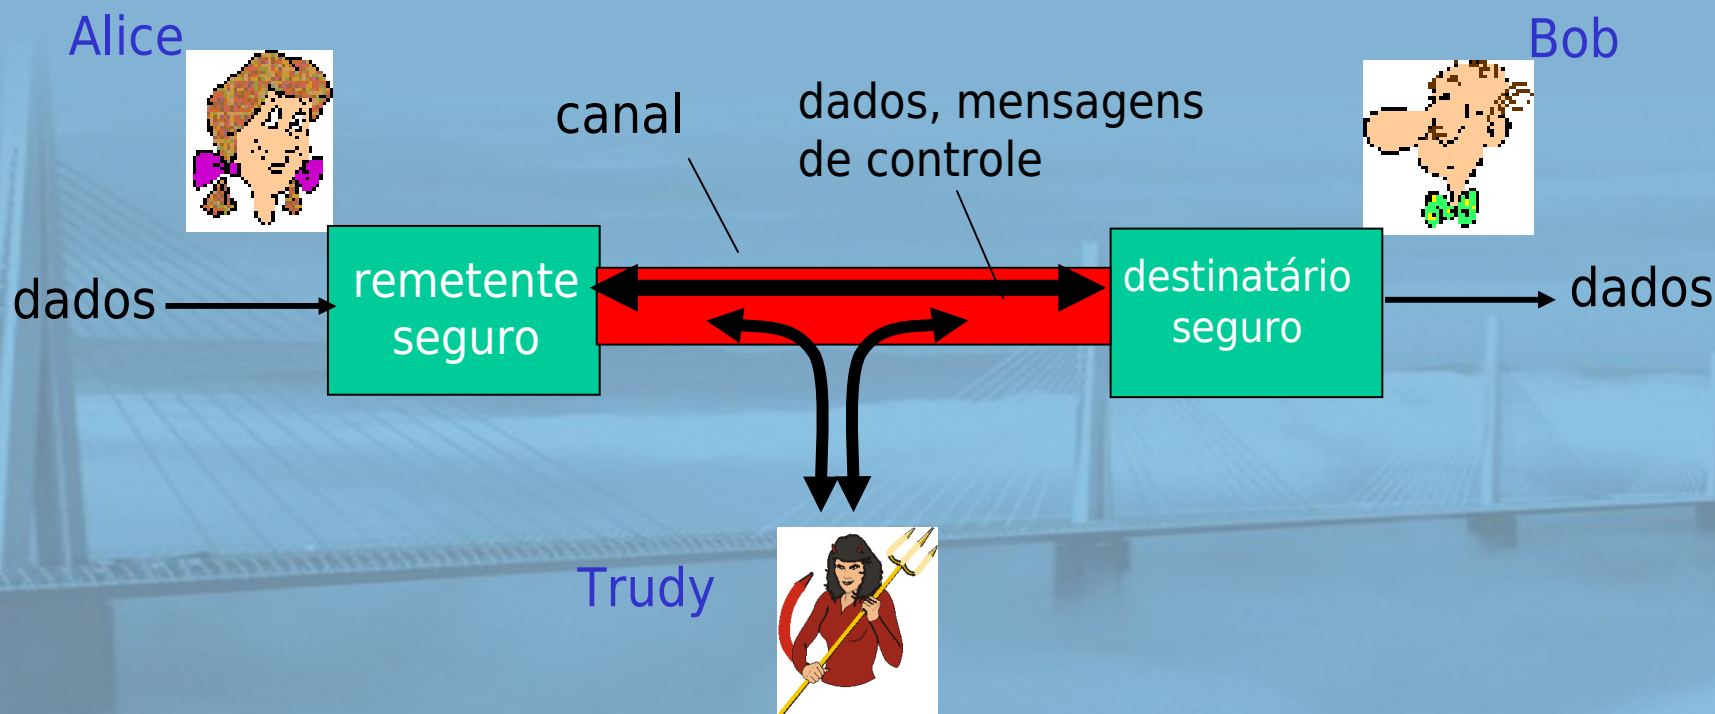 Alice
Bob
canal
dados, mensagens
de controle
dados
remetente
seguro
destinatário
seguro
dados
Trudy